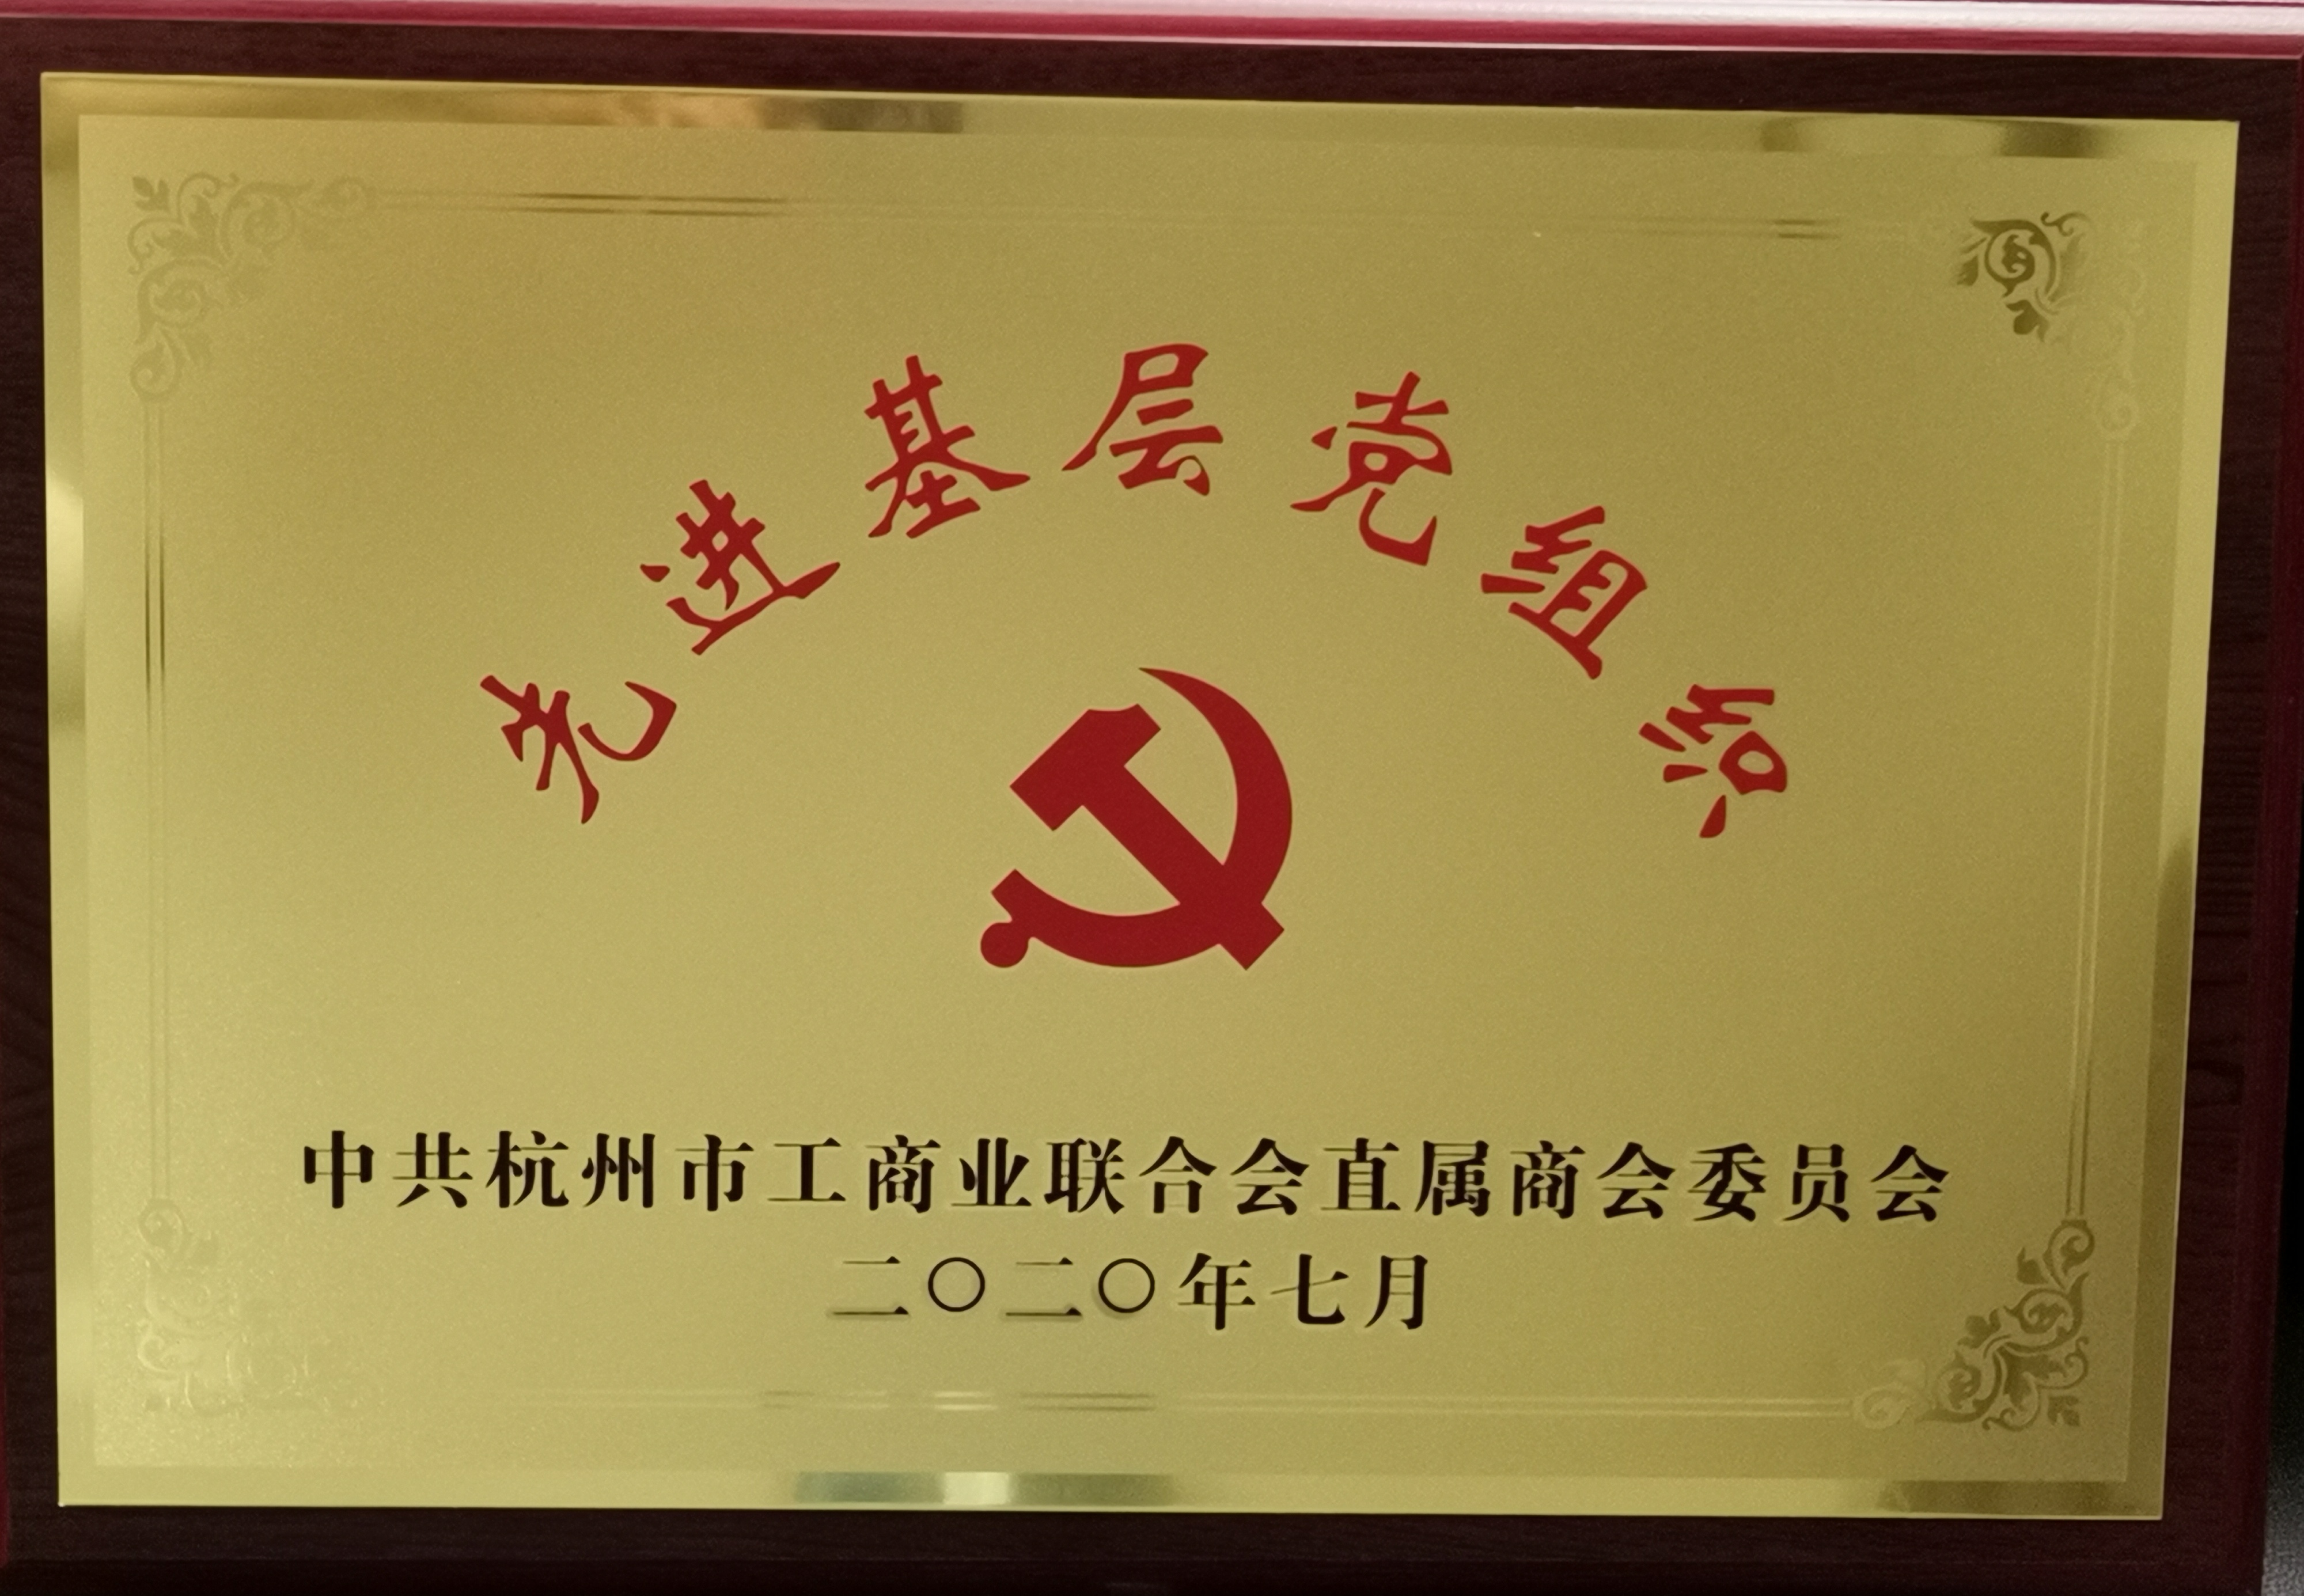 先进基层党组织
中共杭州市工商业联合会直属商会委员会
二〇二〇年七月